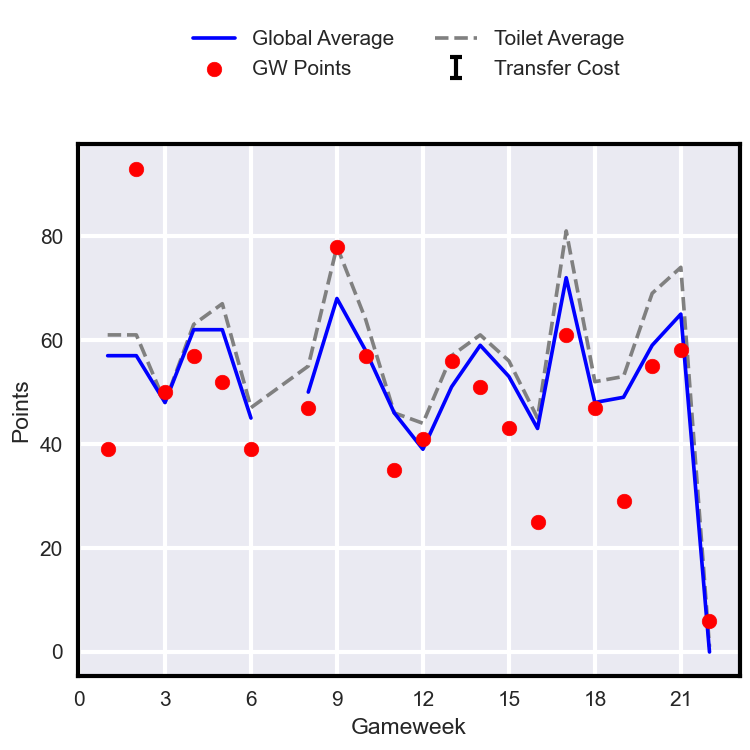 Global Average
Toilet Average
GW Points
Transfer Cost
Points
80
60
40
20
0
0 3 6 9 12 15 18 21
Gameweek